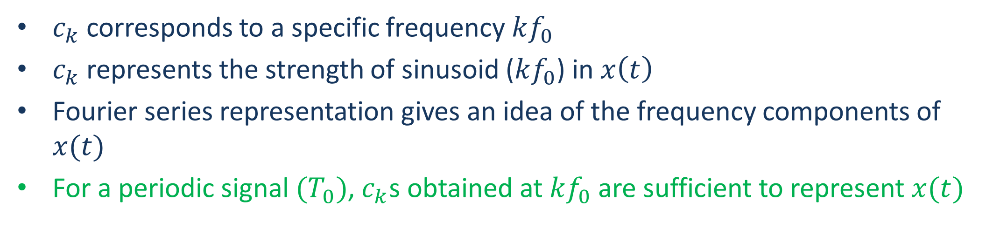 • $c_k$ corresponds to a specific frequency $kf_0$
• $c_k$ represents the strength of sinusoid ($kf_0$) in $x(t)$
• Fourier series representation gives an idea of the frequency components of
$x(t)$
• For a periodic signal $(T_0)$, $c_k$s obtained at $kf_0$ are sufficient to represent $x(t)$